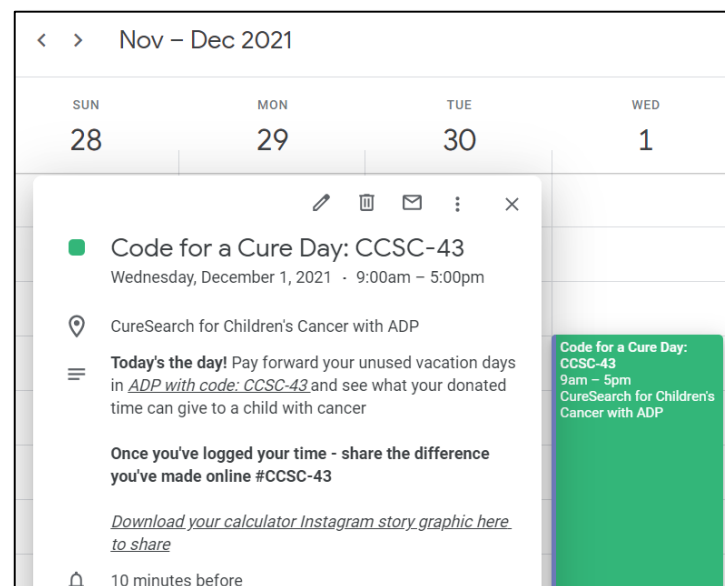 Nov – Dec 2021
SUN
MON
TUE
WED
28
29
30
1
Code for a Cure Day: CCSC-43
Wednesday, December 1, 2021 · 9:00am – 5:00pm
CureSearch for Children's Cancer with ADP
Today's the day! Pay forward your unused vacation days
in ADP with code: CCSC-43 and see what your donated
time can give to a child with cancer
Once you've logged your time - share the difference
you've made online #CCSC-43
Download your calculator Instagram story graphic here
to share
10 minutes before
Code for a Cure Day:
CCSC-43
9am – 5pm
CureSearch for Children's
Cancer with ADP